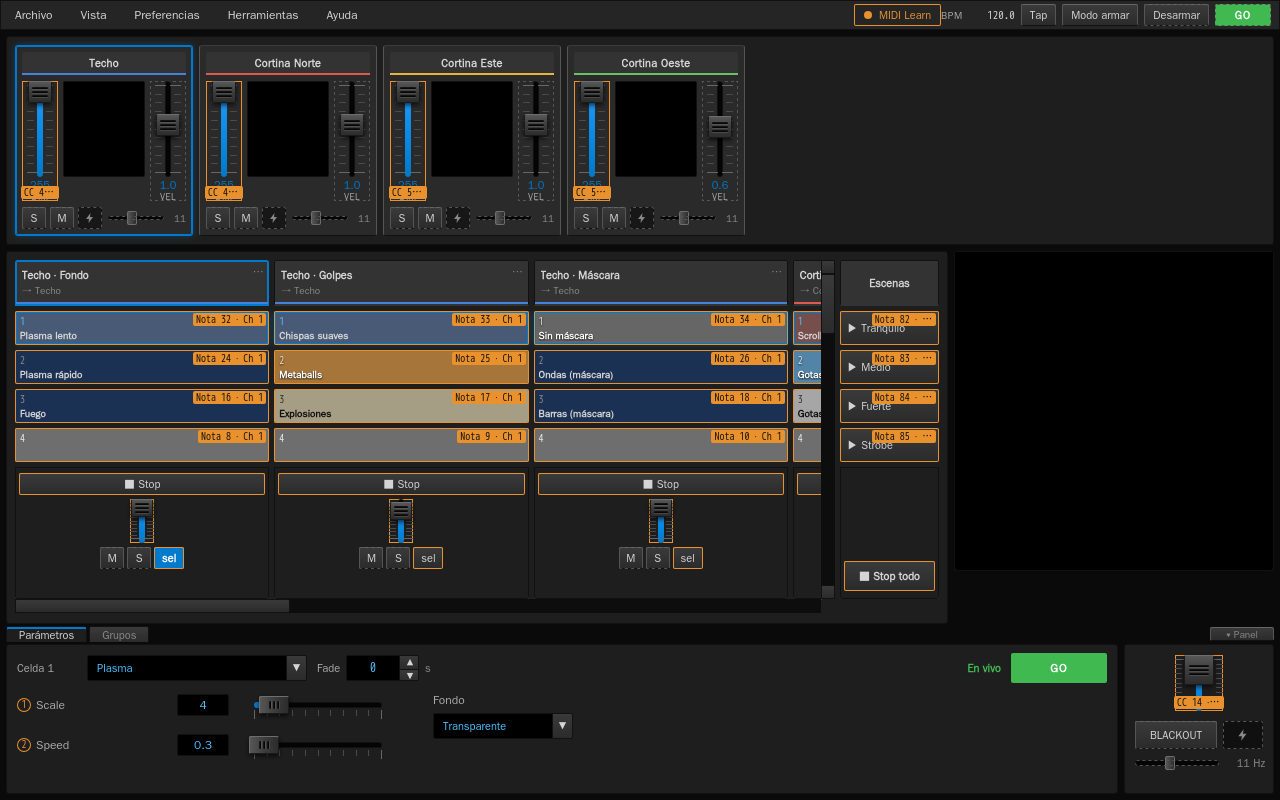 Archivo Vista Preferencias Herramientas Ayuda MIDI Learn BPM 120.0 Tap Modo armar Desarmar GO
Techo Cortina Norte Cortina Este Cortina Oeste
1.0 1.0 1.0 0.6
CC 4··· CC 4··· CC 5··· CC 5···
VEL VEL VEL VEL
S M 11 S M 11 S M 11 S M 11
Techo · Fondo ··· Techo · Golpes ··· Techo · Máscara ··· Corti Escenas
→ Techo → Techo → Techo
1 Nota 32 · Ch 1 Nota 33 · Ch 1 1 Nota 34 · Ch 1 1 Nota 82 · ···
Plasma lento Chispas suaves Sin máscara Scroll Tranquilo
2 Nota 24 · Ch 1 2 Nota 25 · Ch 1 2 Nota 26 · Ch 1 2 Nota 83 · ···
Plasma rápido Metaballs Ondas (máscara) Gotas Medio
3 Nota 16 · Ch 1 3 Nota 17 · Ch 1 3 Nota 18 · Ch 1 3 Nota 84 · ···
Fuego Explosiones Barras (máscara) Gotas Fuerte
4 Nota 8 · Ch 1 4 Nota 9 · Ch 1 4 Nota 10 · Ch 1 4 Nota 85 · ···
Strobe
Stop Stop Stop
M S sel M S sel M S sel
Stop todo
Parámetros Grupos ▾ Panel
Celda 1 Plasma Fade 0 s En vivo GO
1 Scale 4 Fondo
Transparente
2 Speed 0.3
CC 14 ····
BLACKOUT
11 Hz